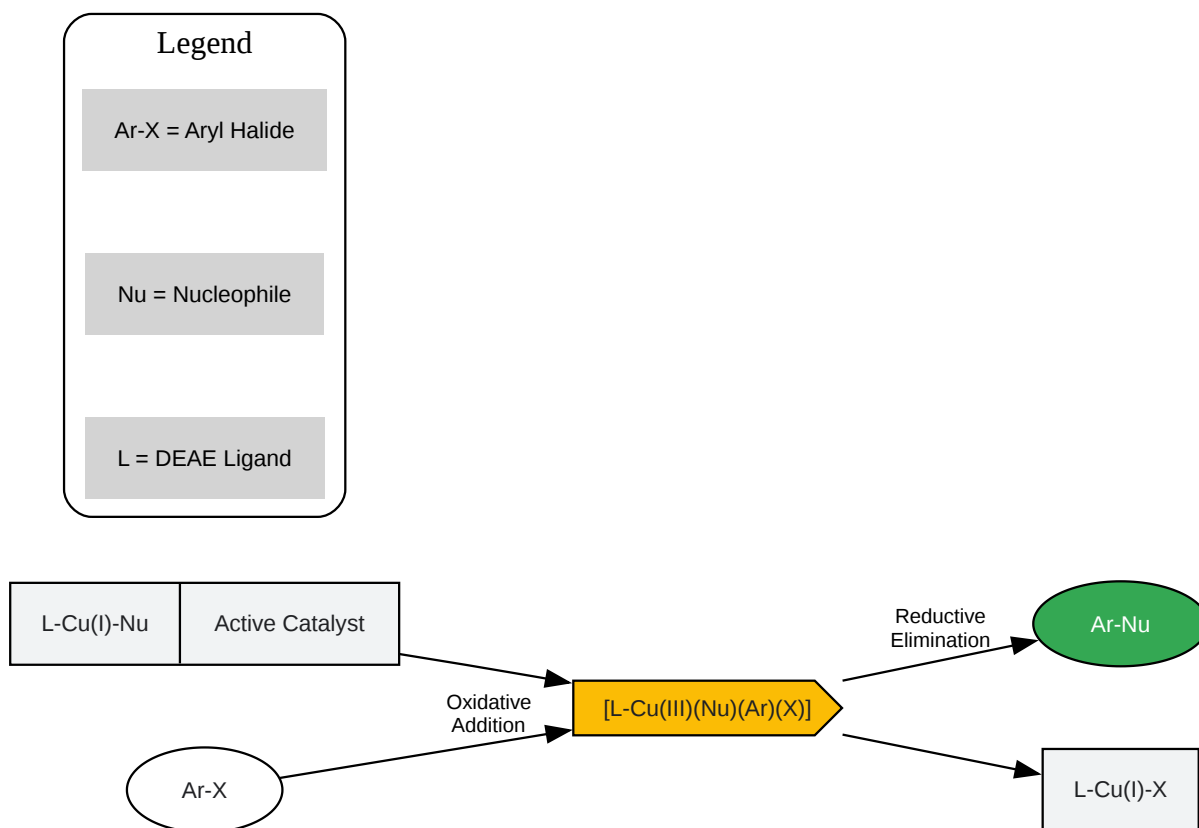 Legend
Ar-X = Aryl Halide
Nu = Nucleophile
L = DEAE Ligand
L-Cu(I)-Nu
Active Catalyst
Reductive
Elimination
Ar-Nu
Oxidative
Addition
[L-Cu(III)(Nu)(Ar)(X)]
Ar-X
L-Cu(I)-X